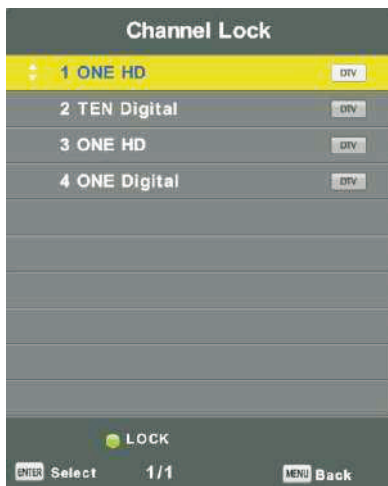 Channel Lock
1 ONE HD DTV
2 TEN Digital DTV
3 ONE HD DTV
4 ONE Digital DTV
LOCK
ENTER Select 1/1 MENU Back